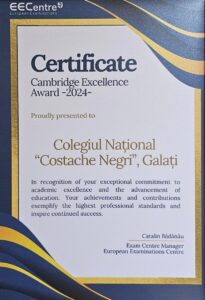 EECentre
EUROPEAN EXAMINATIONS
Certificate
Cambridge Excellence
Award -2024-
Proudly presented to
Colegiul Național
"Costache Negri", Galați
In recognition of your exceptional commitment to
academic excellence and the advancement of
education. Your achievements and contributions
exemplify the highest professional standards and
inspire continued success.
Catalin Bădănău
Exam Centre Manager
European Examinations Centre